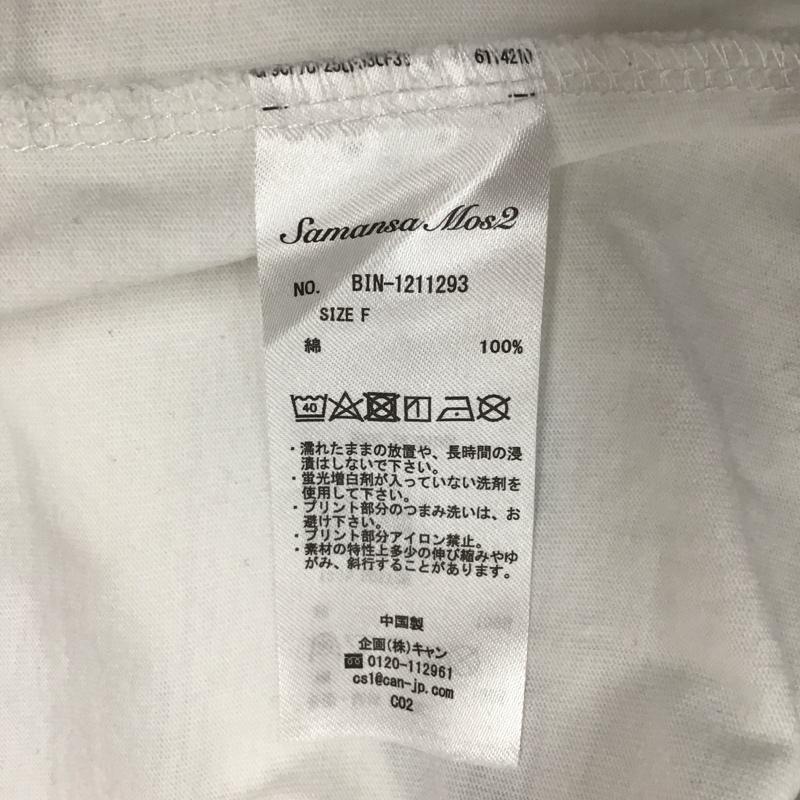 6114210
Samansa Mos2
NO. BIN-1211293
SIZE F
綿 100%
40
・濡れたままの放置や、長時間の浸
漬はしないで下さい。
・蛍光増白剤が入っていない洗剤を
使用して下さい。
・プリント部分のつまみ洗いは、お
避け下さい。
・プリント部分アイロン禁止。
・素材の特性上多少の伸び縮みやゆ
がみ、斜行することがあります。
中国製
企画(株)キャン
0120-112961
cs1@can-jp.com
C02